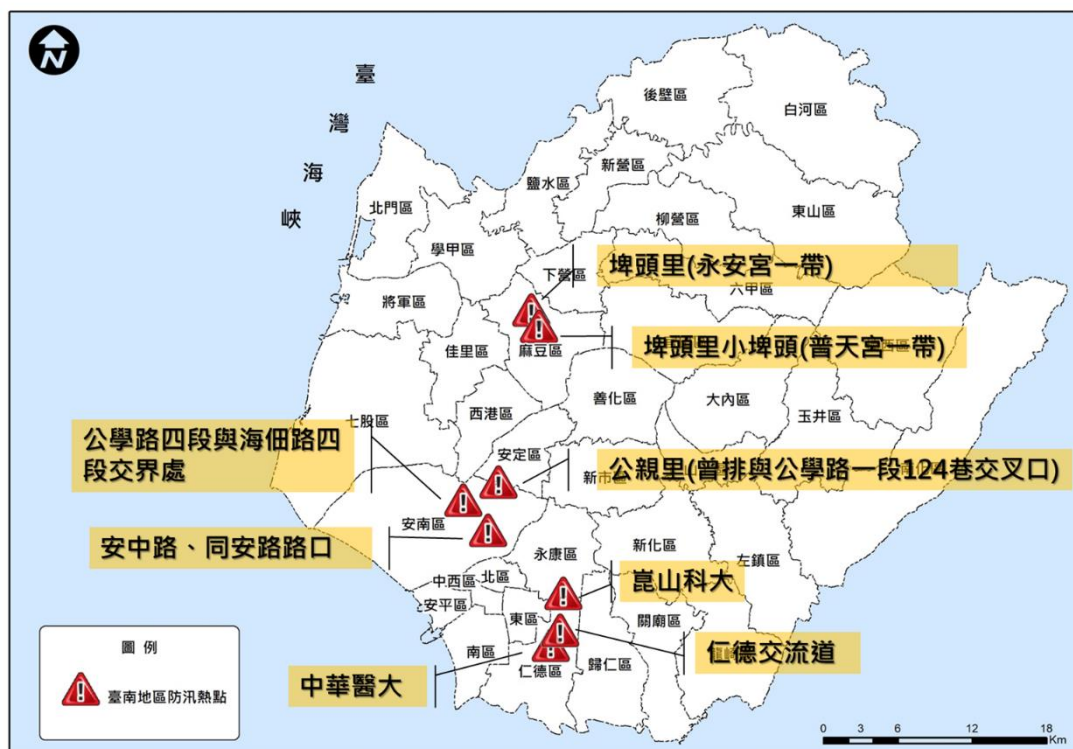 N
臺
灣
海
峽
後壁區
白河區
新營區
鹽水區
東山區
北門區
柳營區
學甲區
下營區
埤頭里(永安宮一帶)
六甲區
將軍區
埤頭里小埤頭(普天宮一帶)
西區
佳里區
麻豆區
善化區
大內區
西港區
玉井區
七股區
公學路四段與海佃路四
段交界處
安定區
新市區
公親里(曾排與公學路一段124巷交叉口)
安南區
安中路、同安路路口
永康區
新化區
左鎮區
中西區
北區
崑山科大
安平區
東區
關廟區
南區
仁德交流道
仁德區
歸仁區
中華醫大
圖 例
臺南地區防汛熱點
0 3 6 12 18
Km